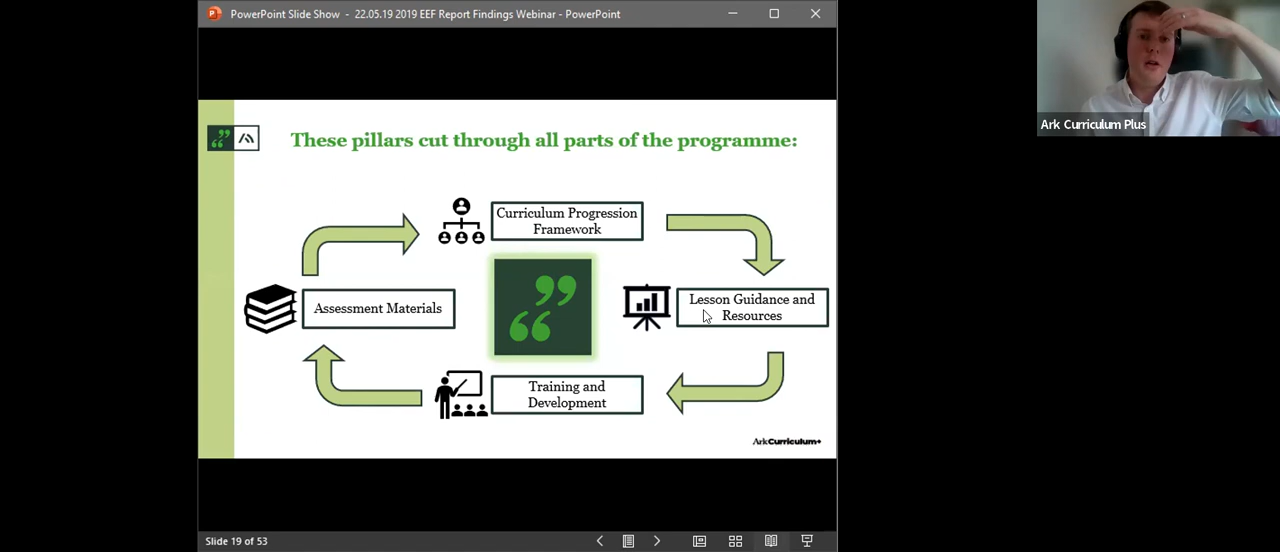 PowerPoint Slide Show - 22.05.19 2019 EEF Report Findings Webinar - PowerPoint
Ark Curriculum Plus
These pillars cut through all parts of the programme:
Curriculum Progression
Framework
Assessment Materials
Lesson Guidance and
Resources
Training and
Development
ArkCurriculum+
Slide 19 of 53